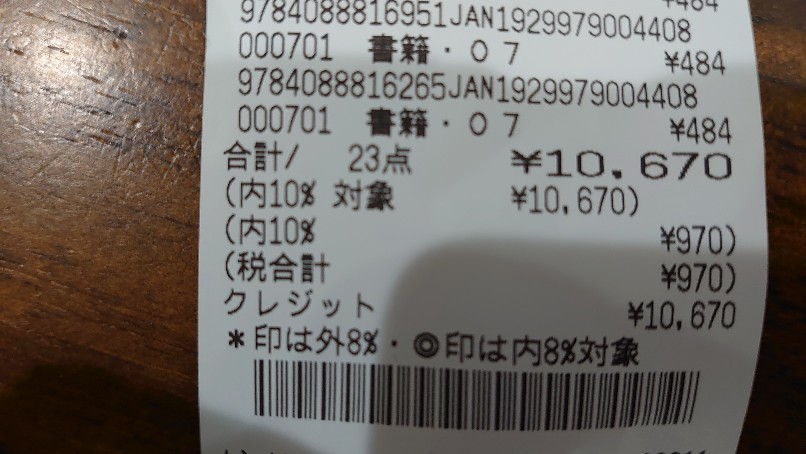 ¥484
9784088816951JAN1929979004408
000701 書籍・07 ¥484
9784088816265JAN1929979004408
000701 書籍・07 ¥484
合計/ 23点 ¥10,670
(内10% 対象 ¥10,670)
(内10% ¥970)
(税合計 ¥970)
クレジット ¥10,670
*印は外8%・◎印は内8%対象